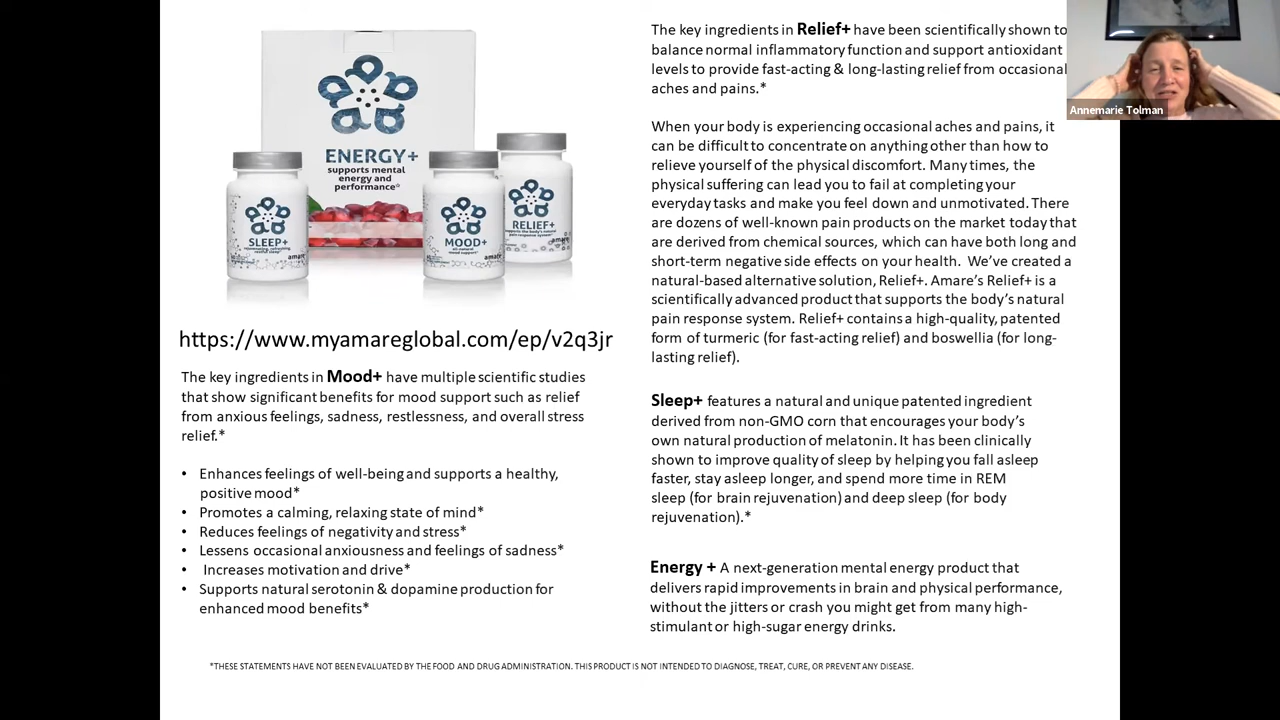 ENERGY+
supports mental
energy and
performance*
SLEEP+
MOOD+
all-natural
mood support*
RELIEF+
supports the body's natural
pain response system*
amare
https://www.myamareglobal.com/ep/v2q3jr
The key ingredients in Mood+ have multiple scientific studies
that show significant benefits for mood support such as relief
from anxious feelings, sadness, restlessness, and overall stress
relief.*
• Enhances feelings of well-being and supports a healthy,
positive mood*
• Promotes a calming, relaxing state of mind*
• Reduces feelings of negativity and stress*
• Lessens occasional anxiousness and feelings of sadness*
• Increases motivation and drive*
• Supports natural serotonin & dopamine production for
enhanced mood benefits*
The key ingredients in Relief+ have been scientifically shown to
balance normal inflammatory function and support antioxidant
levels to provide fast-acting & long-lasting relief from occasional
aches and pains.*
When your body is experiencing occasional aches and pains, it
can be difficult to concentrate on anything other than how to
relieve yourself of the physical discomfort. Many times, the
physical suffering can lead you to fail at completing your
everyday tasks and make you feel down and unmotivated. There
are dozens of well-known pain products on the market today that
are derived from chemical sources, which can have both long and
short-term negative side effects on your health. We've created a
natural-based alternative solution, Relief+. Amare's Relief+ is a
scientifically advanced product that supports the body's natural
pain response system. Relief+ contains a high-quality, patented
form of turmeric (for fast-acting relief) and boswellia (for long-
lasting relief).
Sleep+ features a natural and unique patented ingredient
derived from non-GMO corn that encourages your body's
own natural production of melatonin. It has been clinically
shown to improve quality of sleep by helping you fall asleep
faster, stay asleep longer, and spend more time in REM
sleep (for brain rejuvenation) and deep sleep (for body
rejuvenation).*
Energy + A next-generation mental energy product that
delivers rapid improvements in brain and physical performance,
without the jitters or crash you might get from many high-
stimulant or high-sugar energy drinks.
*THESE STATEMENTS HAVE NOT BEEN EVALUATED BY THE FOOD AND DRUG ADMINISTRATION. THIS PRODUCT IS NOT INTENDED TO DIAGNOSE, TREAT, CURE, OR PREVENT ANY DISEASE.
Annemarie Tolman